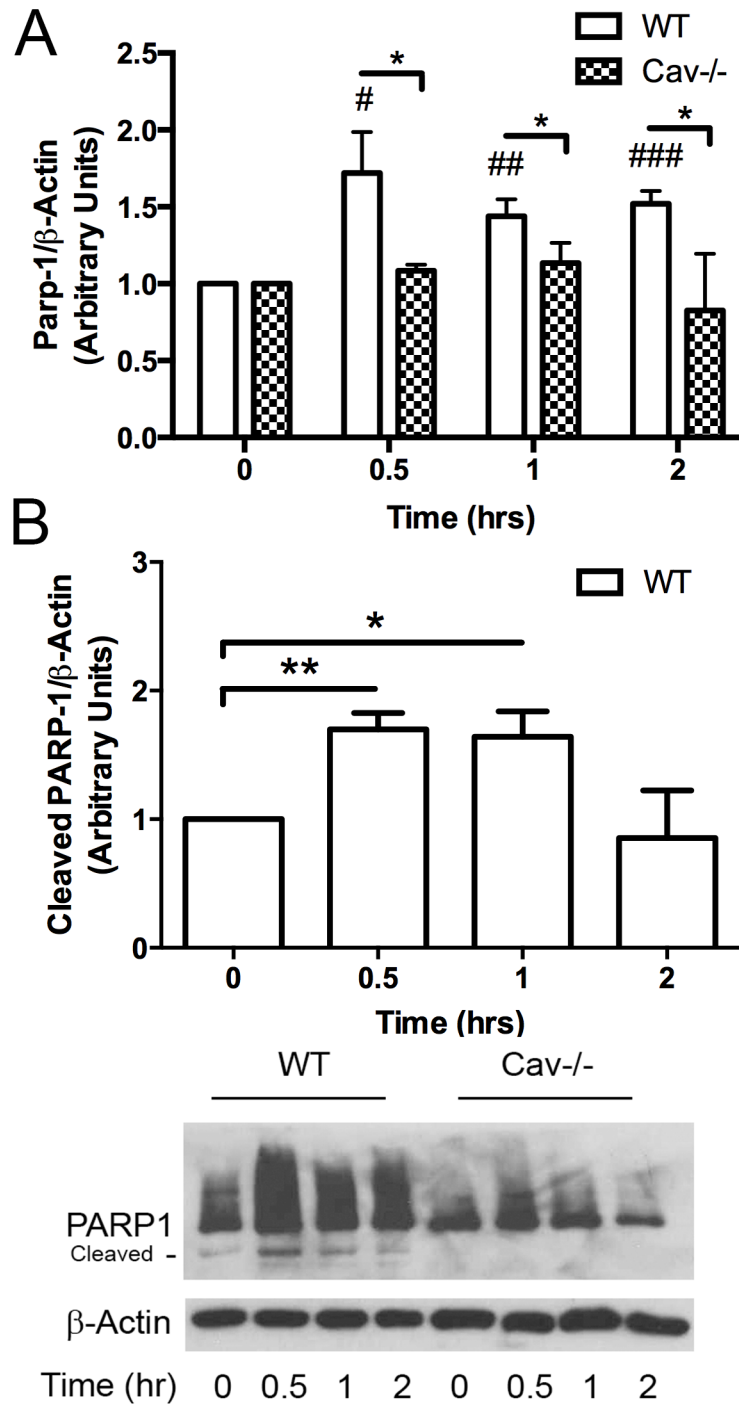 A
WT
Cav-/-
2.5
2.0
1.5
1.0
0.5
0.0
Parp-1/β-Actin
(Arbitrary Units)
*
#
*
##
*
###
0 0.5 1 2
Time (hrs)
B
WT
3
2
1
0
Cleaved PARP-1/β-Actin
(Arbitrary Units)
*
**
0 0.5 1 2
Time (hrs)
WT Cav-/-
PARP1
Cleaved -
β-Actin
Time (hr) 0 0.5 1 2 0 0.5 1 2